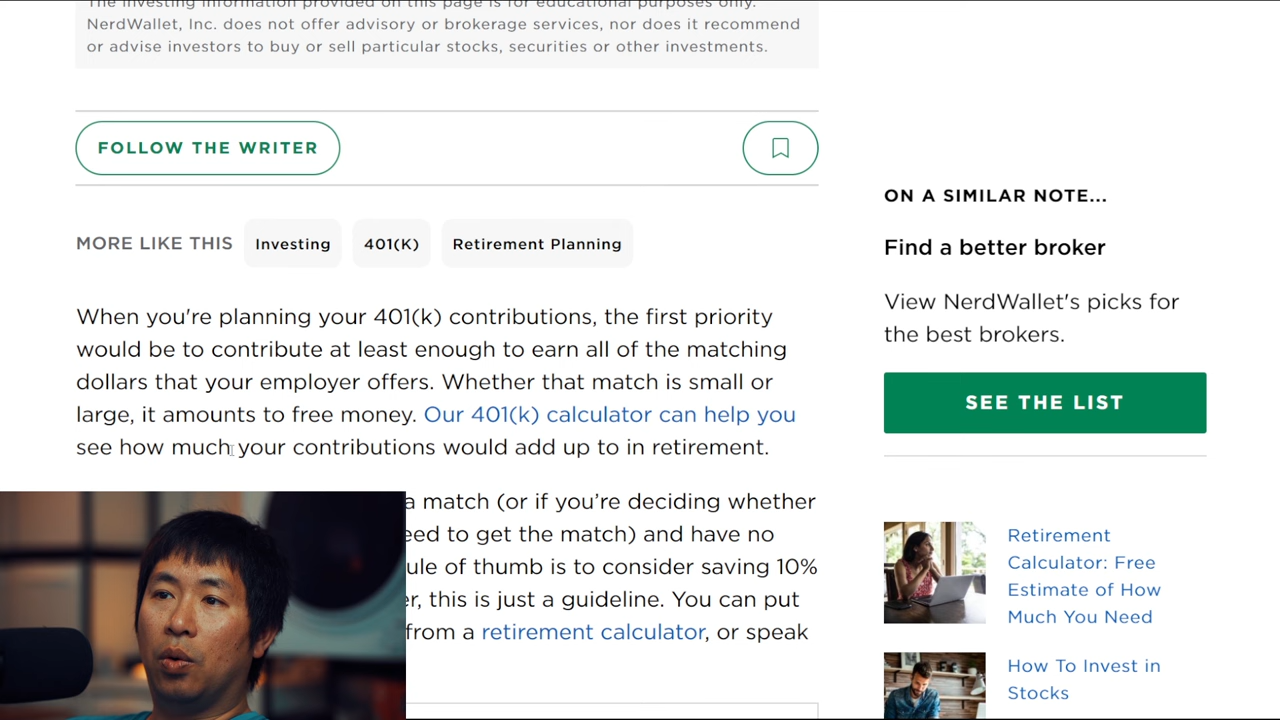 The investing information provided on this page is for educational purposes only.
NerdWallet, Inc. does not offer advisory or brokerage services, nor does it recommend
or advise investors to buy or sell particular stocks, securities or other investments.
FOLLOW THE WRITER
MORE LIKE THIS
Investing
401(K)
Retirement Planning
When you're planning your 401(k) contributions, the first priority
would be to contribute at least enough to earn all of the matching
dollars that your employer offers. Whether that match is small or
large, it amounts to free money. Our 401(k) calculator can help you
see how much your contributions would add up to in retirement.
a match (or if you’re deciding whether
eed to get the match) and have no
ule of thumb is to consider saving 10%
r, this is just a guideline. You can put
from a retirement calculator, or speak
ON A SIMILAR NOTE...
Find a better broker
View NerdWallet's picks for
the best brokers.
SEE THE LIST
Retirement
Calculator: Free
Estimate of How
Much You Need
How To Invest in
Stocks